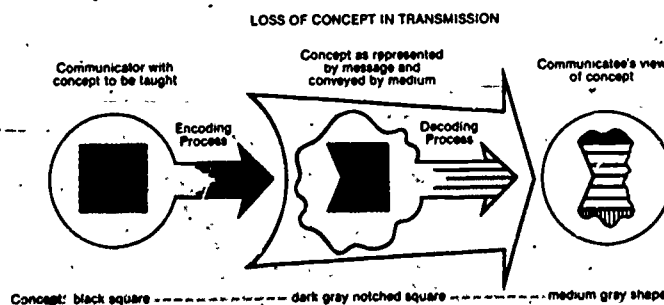 LOSS OF CONCEPT IN TRANSMISSION
Communicator with
concept to be taught
Concept as represented
by message and
conveyed by medium
Communicatee's view
of concept
Encoding
Process
Decoding
Process
Concept: black square ---------- dark gray notched square ---------- medium gray shape